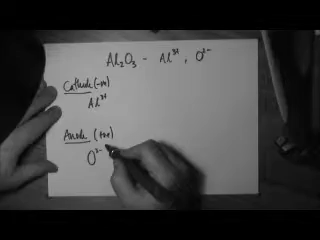 Al₂O₃ - Al³⁺, O²⁻
Cathode (-ve)
Al³⁺
Anode (+ve)
O²⁻